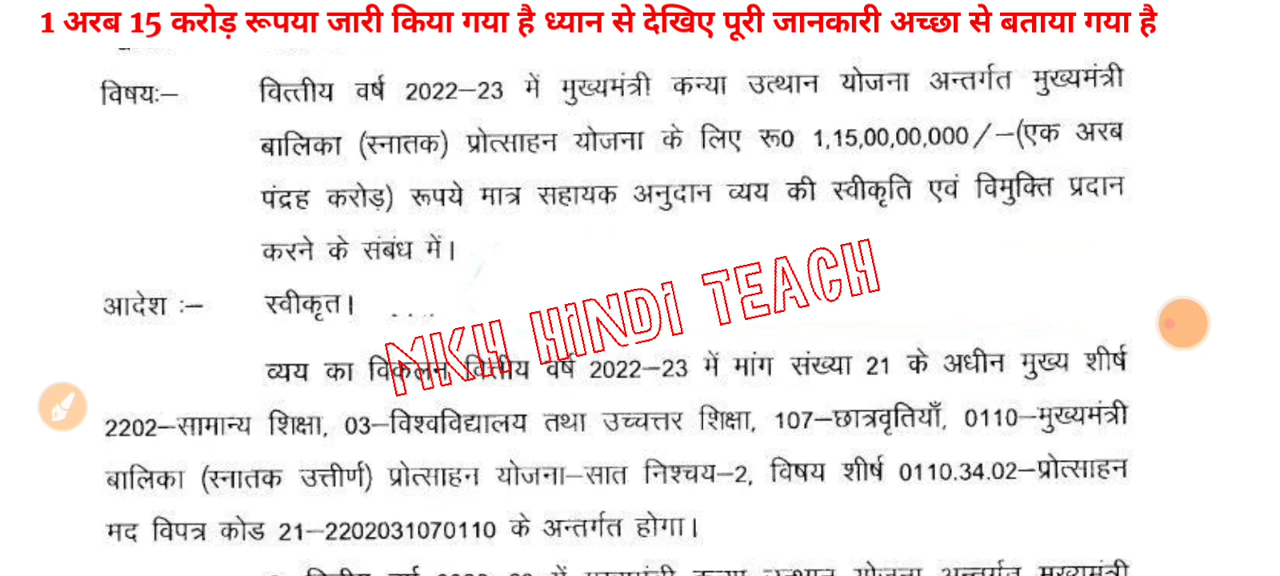 1 अरब 15 करोड़ रूपया जारी किया गया है ध्यान से देखिए पूरी जानकारी अच्छा से बताया गया है
विषयः– वित्तीय वर्ष 2022–23 में मुख्यमंत्री कन्या उत्थान योजना अन्तर्गत मुख्यमंत्री
बालिका (स्नातक) प्रोत्साहन योजना के लिए रू0 1,15,00,00,000/–(एक अरब
पंद्रह करोड़) रूपये मात्र सहायक अनुदान व्यय की स्वीकृति एवं विमुक्ति प्रदान
करने के संबंध में।
आदेश :– स्वीकृत। ....
MKH HINDI TEACH
व्यय का विकलन वित्तीय वर्ष 2022–23 में मांग संख्या 21 के अधीन मुख्य शीर्ष
2202–सामान्य शिक्षा, 03–विश्वविद्यालय तथा उच्चत्तर शिक्षा, 107–छात्रवृतियाँ, 0110–मुख्यमंत्री
बालिका (स्नातक उत्तीर्ण) प्रोत्साहन योजना–सात निश्चय–2, विषय शीर्ष 0110.34.02–प्रोत्साहन
मद विपत्र कोड 21–2202031070110 के अन्तर्गत होगा।